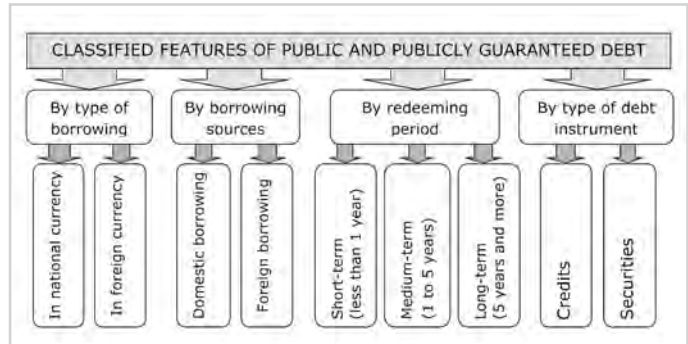 CLASSIFIED FEATURES OF PUBLIC AND PUBLICLY GUARANTEED DEBT
By type of
borrowing
By borrowing
sources
By redeeming
period
By type of debt
instrument
In national currency
In foreign currency
Domestic borrowing
Foreign borrowing
Short-term
(less than 1 year)
Medium-term
(1 to 5 years)
Long-term
(5 years and more)
Credits
Securities